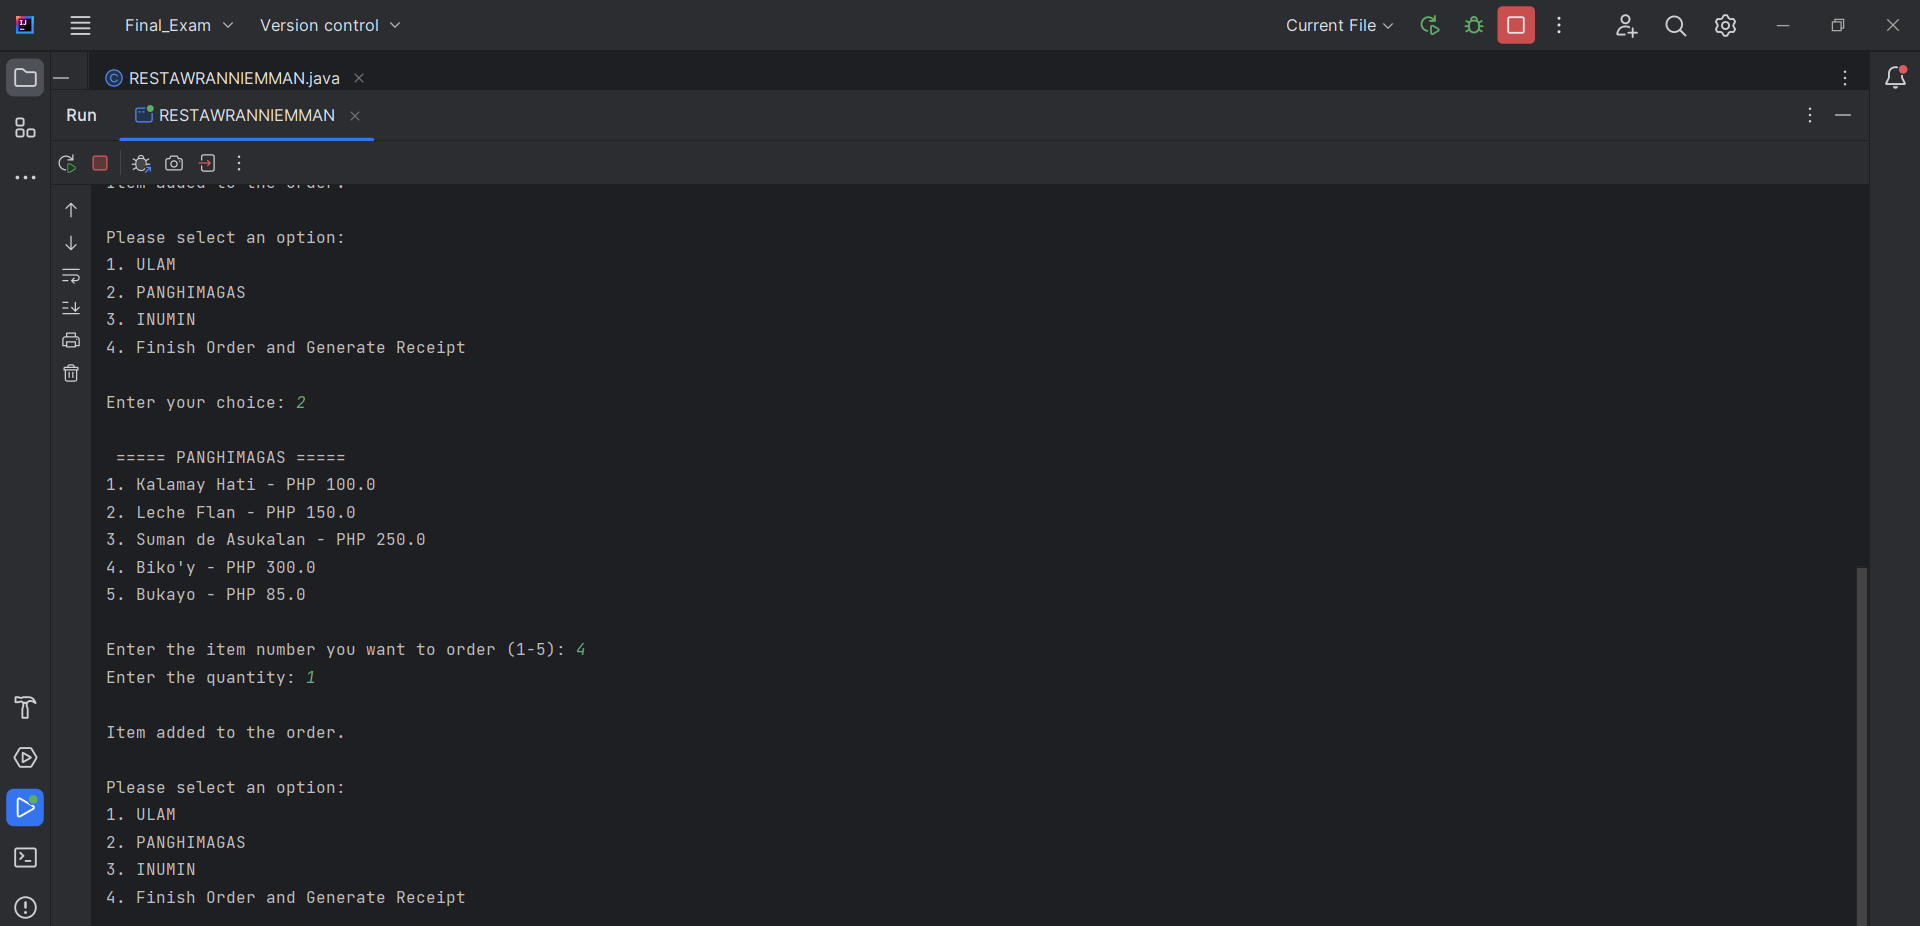 Final_Exam Version control Current File
RESTAWRANNIEMMAN.java
Run RESTAWRANNIEMMAN
Item added to the order.
Please select an option:
1. ULAM
2. PANGHIMAGAS
3. INUMIN
4. Finish Order and Generate Receipt
Enter your choice: 2
===== PANGHIMAGAS =====
1. Kalamay Hati - PHP 100.0
2. Leche Flan - PHP 150.0
3. Suman de Asukalan - PHP 250.0
4. Biko'y - PHP 300.0
5. Bukayo - PHP 85.0
Enter the item number you want to order (1-5): 4
Enter the quantity: 1
Item added to the order.
Please select an option:
1. ULAM
2. PANGHIMAGAS
3. INUMIN
4. Finish Order and Generate Receipt